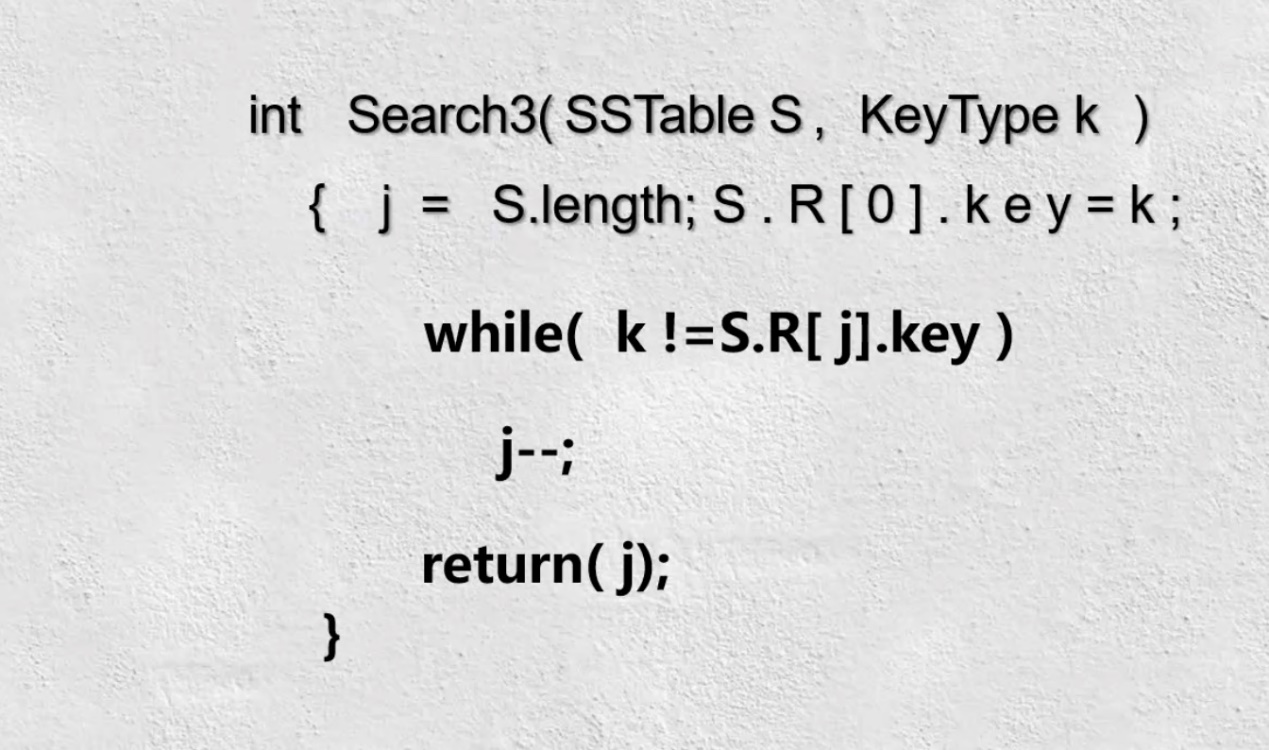 int Search3( SSTable S , KeyType k )
{ j = S.length; S . R [ 0 ] . k e y = k ;
while( k !=S.R[ j].key )
j--;
return( j);
}